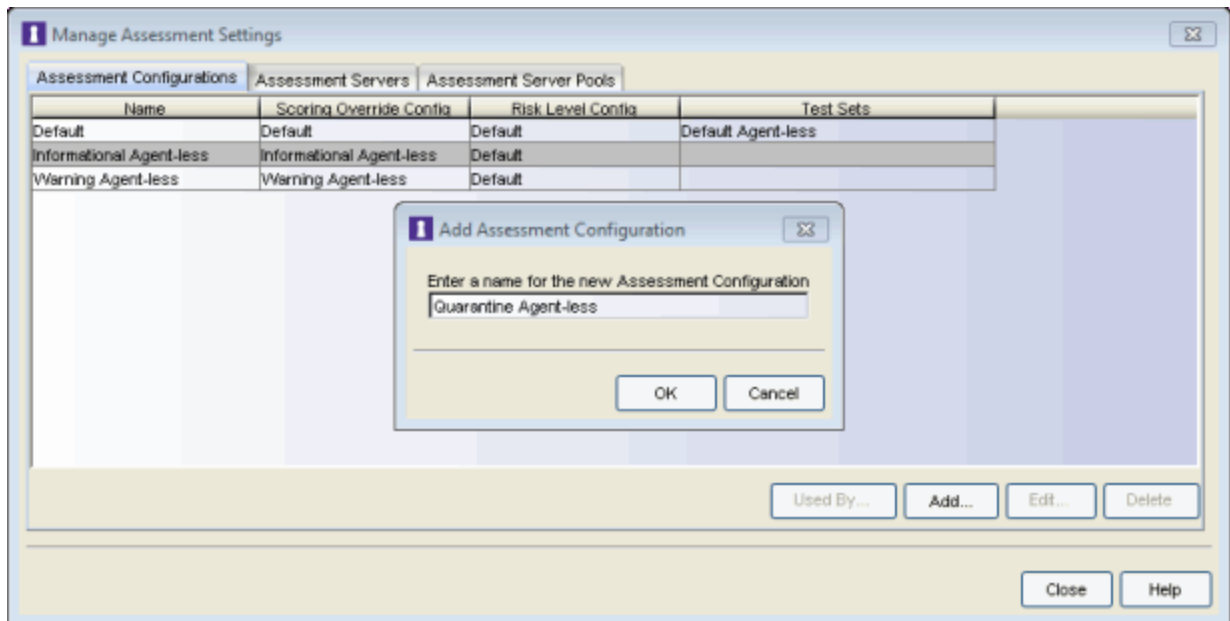 Manage Assessment Settings
Assessment Configurations Assessment Servers Assessment Server Pools
Name Scoring Override Config Risk Level Config Test Sets
Default Default Default Default Agent-less
Informational Agent-less Informational Agent-less Default
Warning Agent-less Warning Agent-less Default
Add Assessment Configuration
Enter a name for the new Assessment Configuration
Quarantine Agent-less
OK Cancel
Used By... Add... Edit... Delete
Close Help